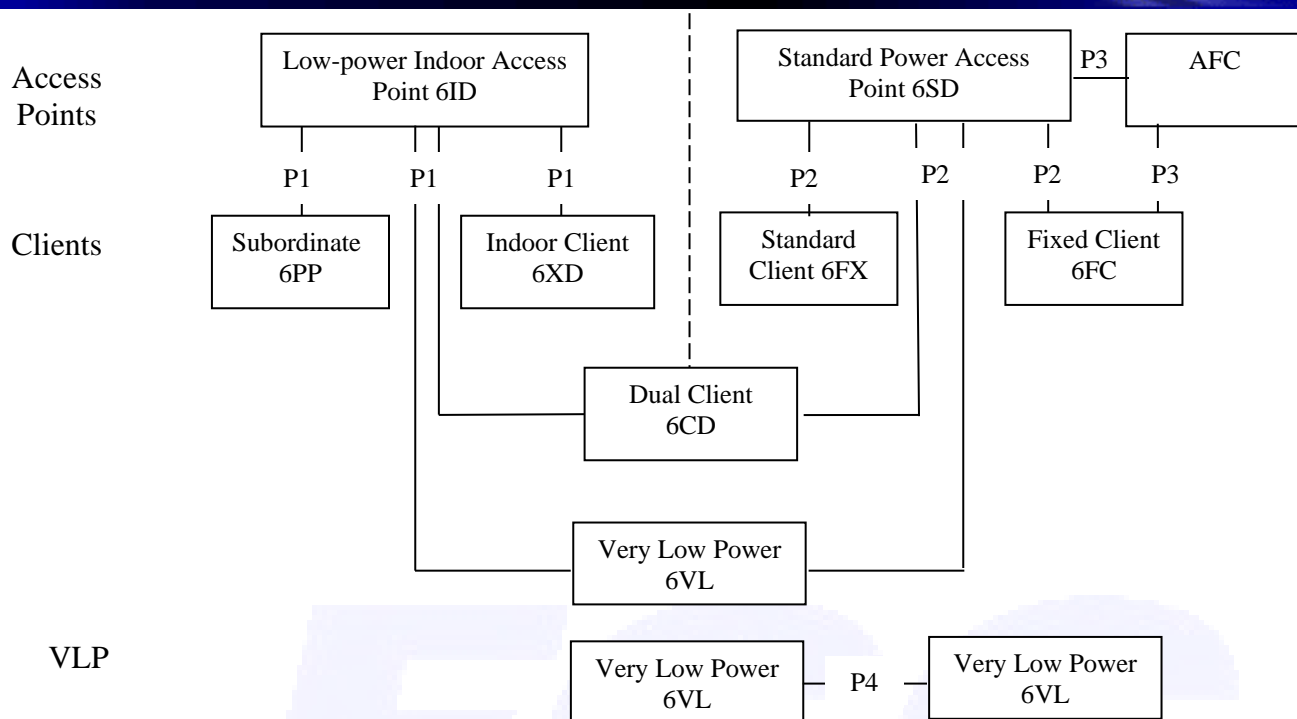 Access
Points
Low-power Indoor Access
Point 6ID
Standard Power Access
Point 6SD
P3
AFC
P1
P1
P1
P2
P2
P2
P3
Clients
Subordinate
6PP
Indoor Client
6XD
Standard
Client 6FX
Fixed Client
6FC
Dual Client
6CD
Very Low Power
6VL
VLP
Very Low Power
6VL
P4
Very Low Power
6VL